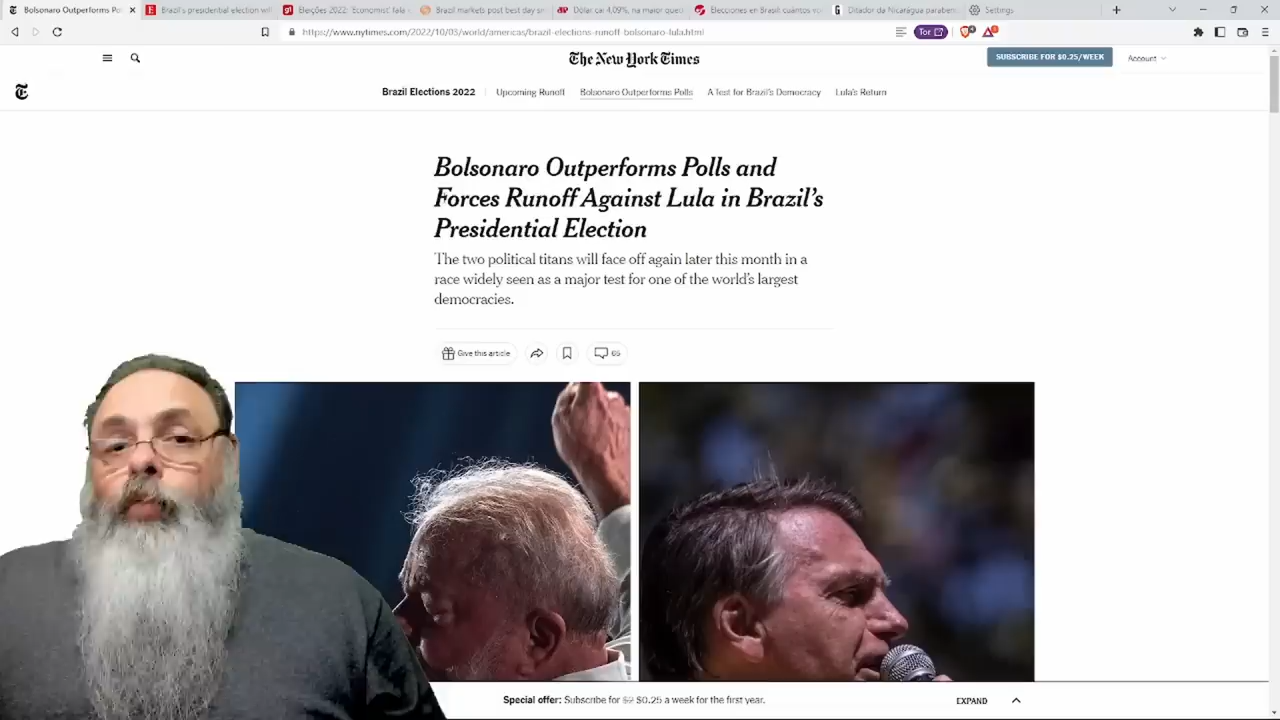 Bolsonaro Outperforms Po
Brazil's presidential election wil
Eleições 2022: 'Economist' fala
Brazil markets post best day
Dólar cai 4,09%, na maior qued
Elecciones en Brasil cuántos
Ditador da Nicarágua paraben
Settings
https://www.nytimes.com/2022/10/03/world/americas/brazil-elections-runoff-bolsonaro-lula.html
Tor
The New York Times
SUBSCRIBE FOR $0.25/WEEK
Account
Brazil Elections 2022
Upcoming Runoff
Bolsonaro Outperforms Polls
A Test for Brazil's Democracy
Lula's Return
Bolsonaro Outperforms Polls and
Forces Runoff Against Lula in Brazil's
Presidential Election
The two political titans will face off again later this month in a
race widely seen as a major test for one of the world's largest
democracies.
Give this article
Special offer: Subscribe for $2 $0.25 a week for the first year.
EXPAND